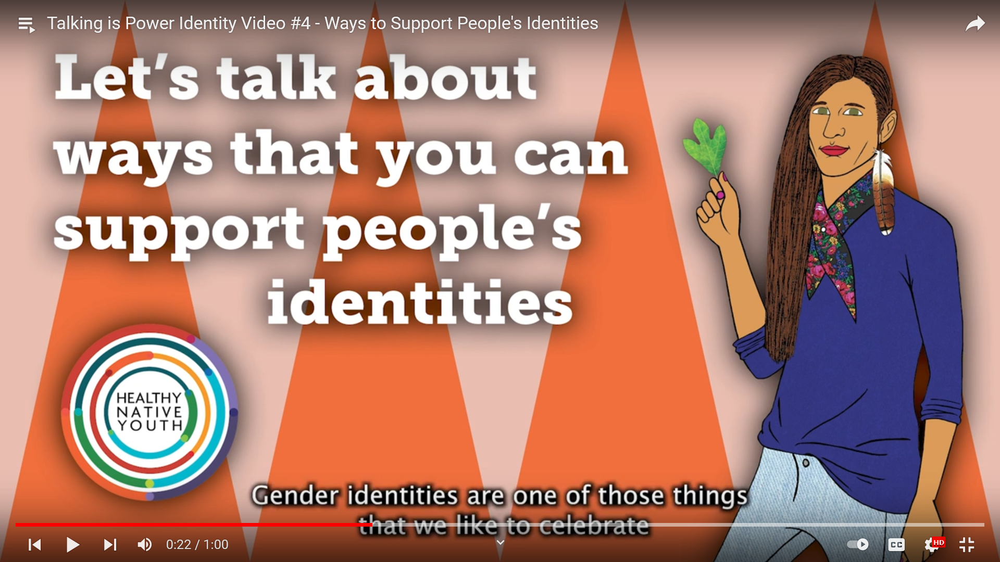 Talking is Power Identity Video #4 - Ways to Support People's Identities
Let’s talk about
ways that you can
support people’s
identities
HEALTHY
NATIVE
YOUTH
Gender identities are one of those things
that we like to celebrate
0:22 / 1:00
CC
HD